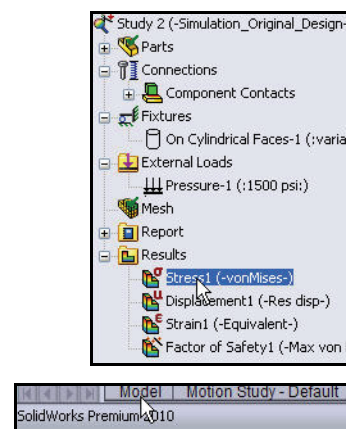 Study 2 (-Simulation_Original_Design-
Parts
Connections
Component Contacts
Fixtures
On Cylindrical Faces-1 (:varia
External Loads
Pressure-1 (:1500 psi:)
Mesh
Report
Results
Stress1 (-vonMises-)
Displacement1 (-Res disp-)
Strain1 (-Equivalent-)
Factor of Safety1 (-Max von
Model Motion Study - Default
SolidWorks Premium 2010